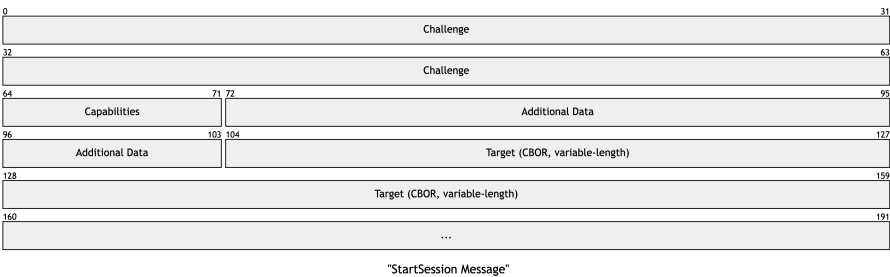 0 31
Challenge
32 63
Challenge
64 71 72 95
Capabilities Additional Data
96 103 104 127
Additional Data Target (CBOR, variable-length)
128 159
Target (CBOR, variable-length)
160 191
...
"StartSession Message"